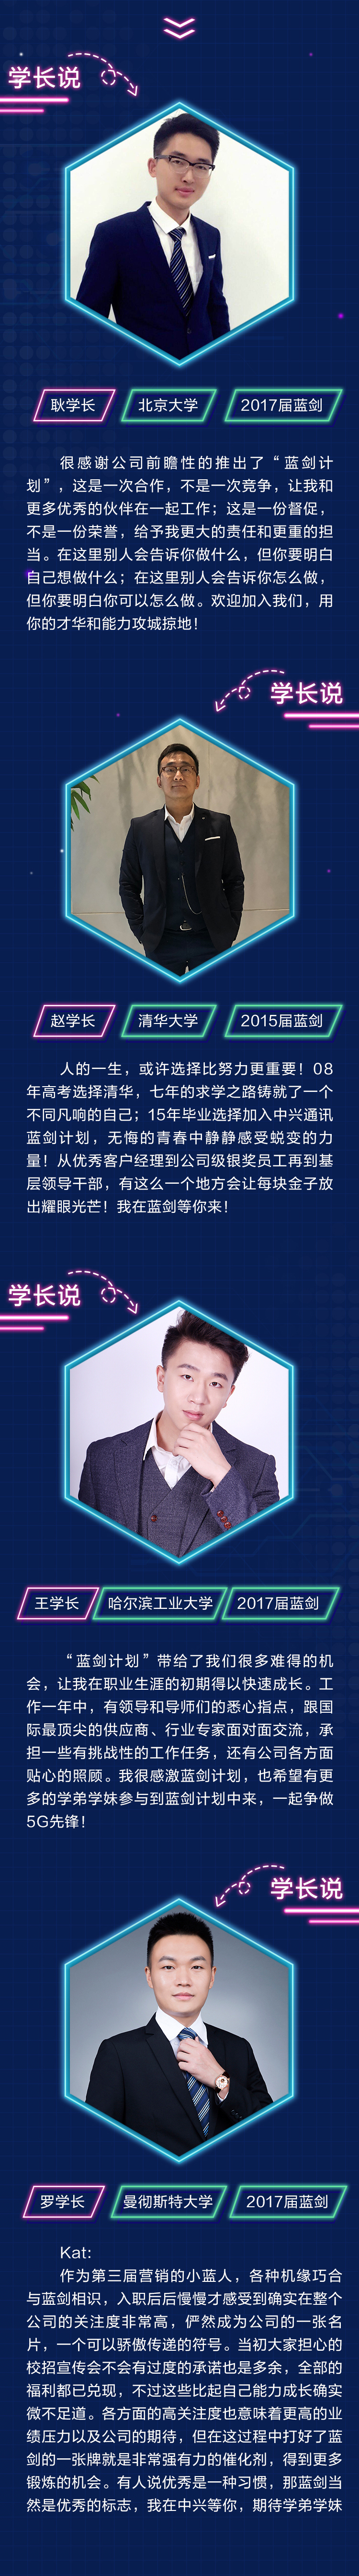 学长说
耿学长 北京大学 2017届蓝剑
很感谢公司前瞻性的推出了“蓝剑计
划”，这是一次合作，不是一次竞争，让我和
更多优秀的伙伴在一起工作；这是一份督促，
不是一份荣誉，给予我更大的责任和更重的担
当。在这里别人会告诉你做什么，但你要明白
自己想做什么；在这里别人会告诉你怎么做，
但你要明白你可以怎么做。欢迎加入我们，用
你的才华和能力攻城掠地！
学长说
赵学长 清华大学 2015届蓝剑
人的一生，或许选择比努力更重要！08
年高考选择清华，七年的求学之路铸就了一个
不同凡响的自己；15年毕业选择加入中兴通讯
蓝剑计划，无悔的青春中静静感受蜕变的力
量！从优秀客户经理到公司级银奖员工再到基
层领导干部，有这么一个地方会让每块金子放
出耀眼光芒！我在蓝剑等你来！
学长说
王学长 哈尔滨工业大学 2017届蓝剑
“蓝剑计划”带给了我们很多难得的机
会，让我在职业生涯的初期得以快速成长。工
作一年中，有领导和导师们的悉心指点，跟国
际最顶尖的供应商、行业专家面对面交流，承
担一些有挑战性的工作任务，还有公司各方面
贴心的照顾。我很感激蓝剑计划，也希望有更
多的学弟学妹参与到蓝剑计划中来，一起争做
5G先锋！
学长说
罗学长 曼彻斯特大学 2017届蓝剑
Kat:
作为第三届营销的小蓝人，各种机缘巧合
与蓝剑相识，入职后后慢慢才感受到确实在整个
公司的关注度非常高，俨然成为公司的一张名
片，一个可以骄傲传递的符号。当初大家担心的
校招宣传会不会有过度的承诺也是多余，全部的
福利都已兑现，不过这些比起自己能力成长确实
微不足道。各方面的高关注度也意味着更高的业
绩压力以及公司的期待，但在这过程中打好了蓝
剑的一张牌就是非常强有力的催化剂，得到更多
锻炼的机会。有人说优秀是一种习惯，那蓝剑当
然是优秀的标志，我在中兴等你，期待学弟学妹